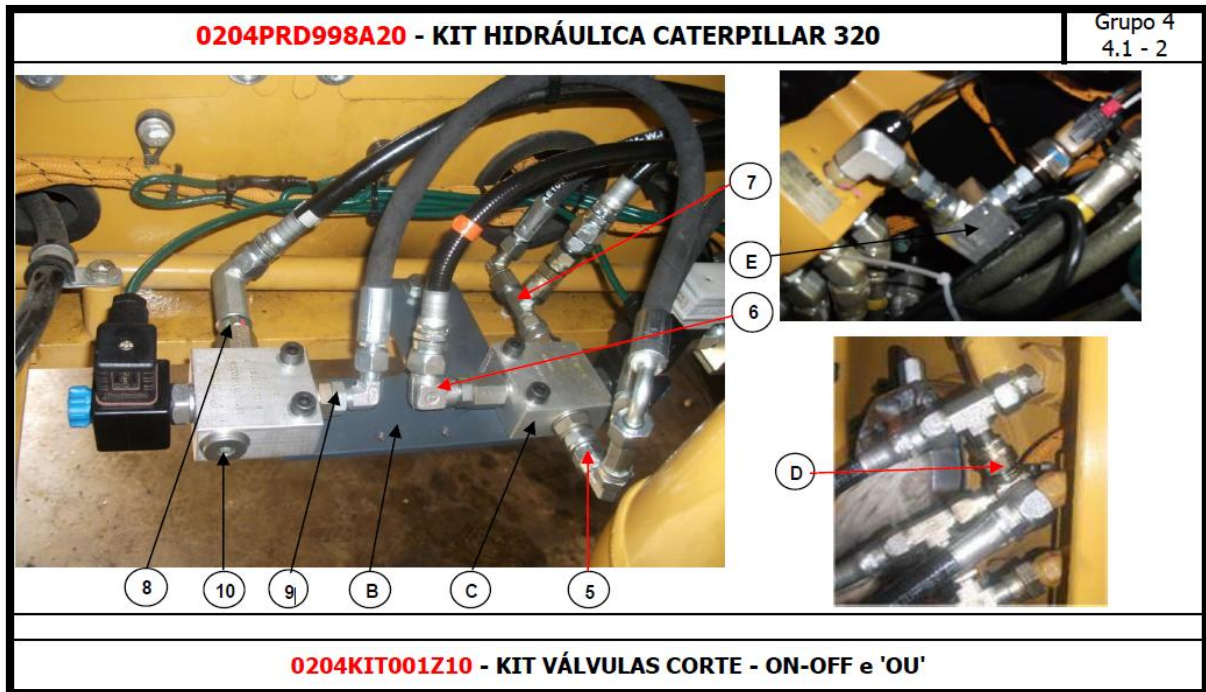 0204PRD998A20 - KIT HIDRÁULICA CATERPILLAR 320
Grupo 4
4.1 - 2
7
6
E
D
8
10
9
B
C
5
0204KIT001Z10 - KIT VÁLVULAS CORTE - ON-OFF e 'OU'